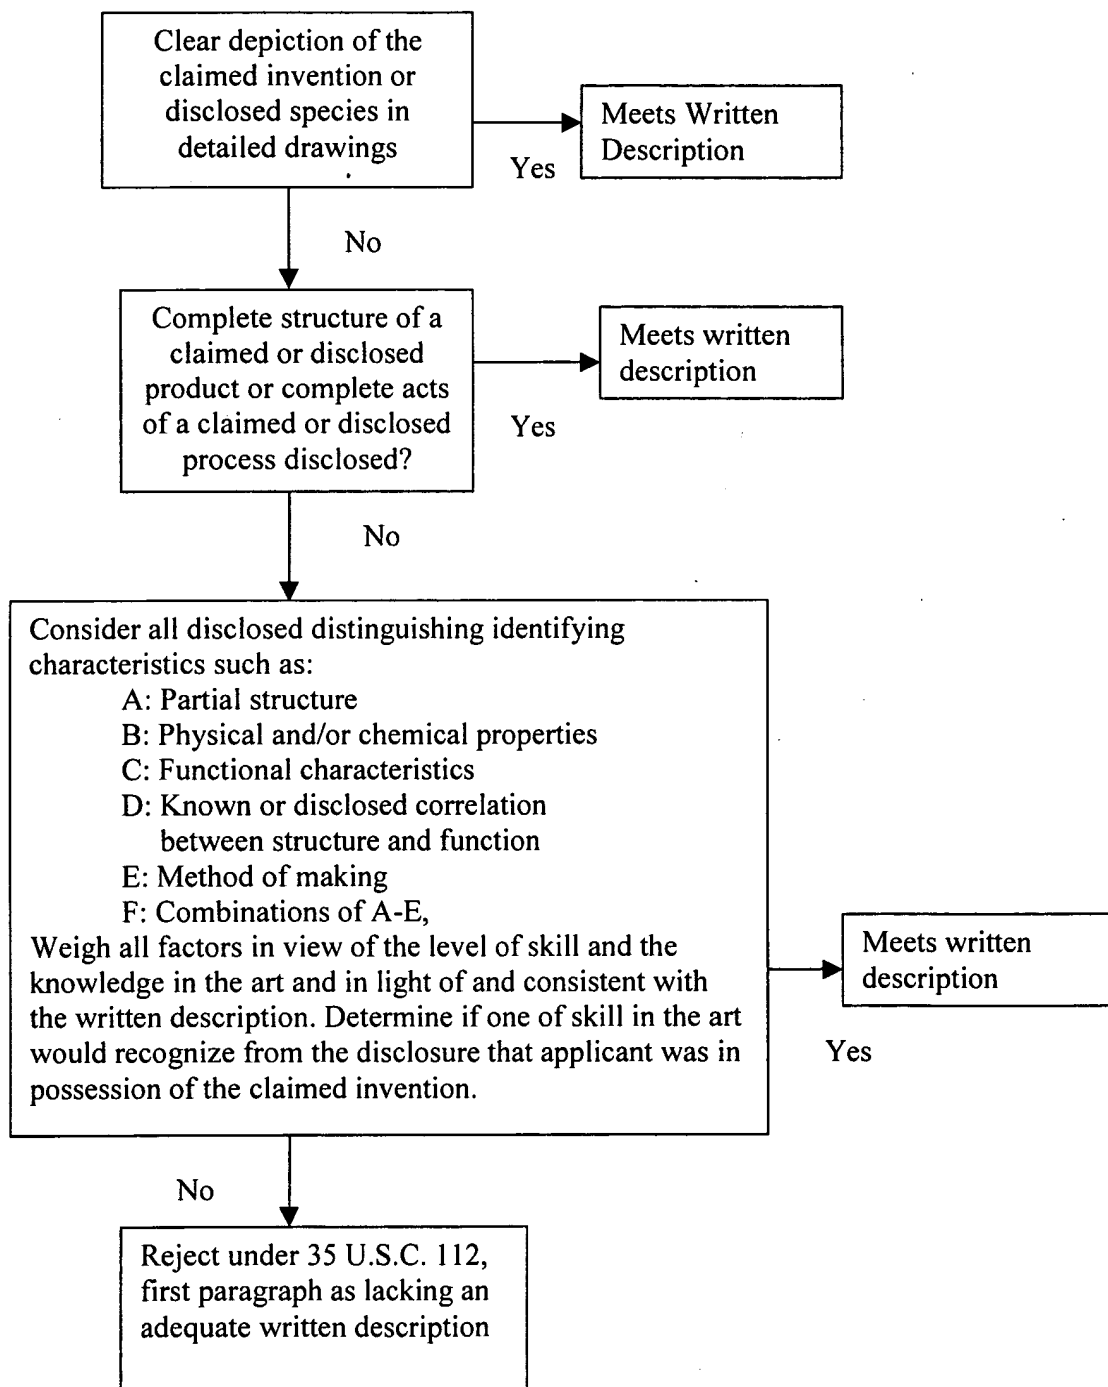 Clear depiction of the
claimed invention or
disclosed species in
detailed drawings
Meets Written
Description
Yes
No
Complete structure of a
claimed or disclosed
product or complete acts
of a claimed or disclosed
process disclosed?
Meets written
description
Yes
No
Consider all disclosed distinguishing identifying
characteristics such as:
A: Partial structure
B: Physical and/or chemical properties
C: Functional characteristics
D: Known or disclosed correlation
between structure and function
E: Method of making
F: Combinations of A-E,
Weigh all factors in view of the level of skill and the
knowledge in the art and in light of and consistent with
the written description. Determine if one of skill in the art
would recognize from the disclosure that applicant was in
possession of the claimed invention.
Meets written
description
Yes
No
Reject under 35 U.S.C. 112,
first paragraph as lacking an
adequate written description